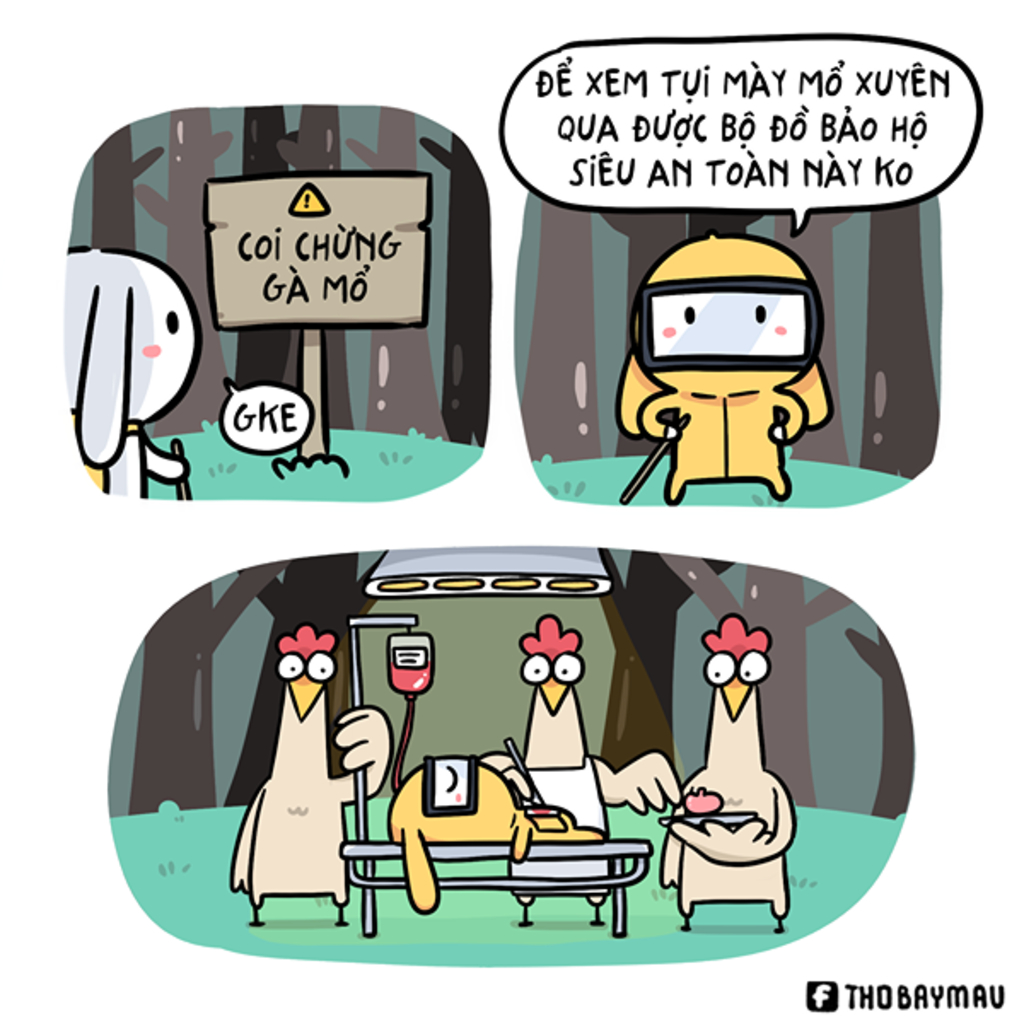 COI CHỪNG
GÀ MỔ
GKE
ĐỂ XEM TỤI MÀY MỔ XUYÊN
QUA ĐƯỢC BỘ ĐỒ BẢO HỘ
SIÊU AN TOÀN NÀY KO
THOBAYMAU